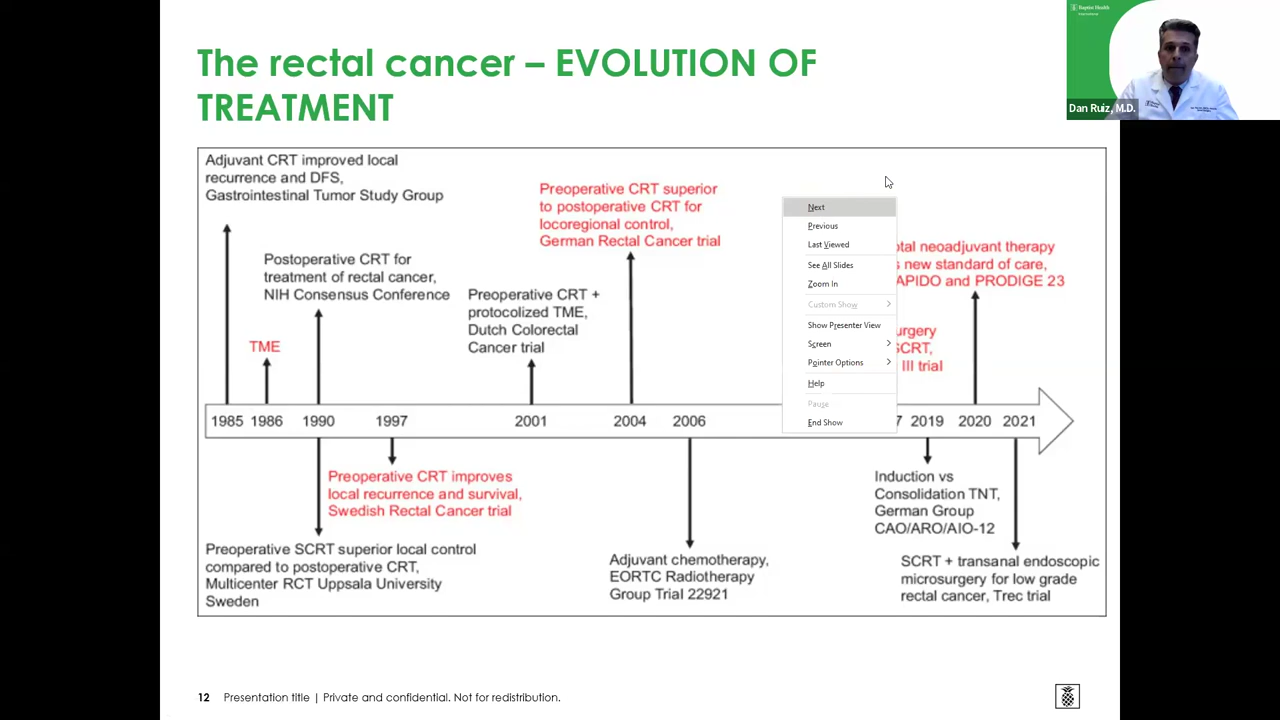 The rectal cancer – EVOLUTION OF
TREATMENT
Baptist Health
International
Dan Ruiz, M.D.
Adjuvant CRT improved local
recurrence and DFS,
Gastrointestinal Tumor Study Group
Postoperative CRT for
treatment of rectal cancer,
NIH Consensus Conference
TME
Preoperative CRT +
protocolized TME,
Dutch Colorectal
Cancer trial
Preoperative CRT superior
to postoperative CRT for
locoregional control,
German Rectal Cancer trial
Next
Previous
Last Viewed
See All Slides
Zoom In
Custom Show
Show Presenter View
Screen
Pointer Options
Help
Pause
End Show
otal neoadjuvant therapy
s new standard of care,
APIDO and PRODIGE 23
urgery
SCRT,
III trial
1985 1986 1990 1997 2001 2004 2006 7 2019 2020 2021
Preoperative CRT improves
local recurrence and survival,
Swedish Rectal Cancer trial
Preoperative SCRT superior local control
compared to postoperative CRT,
Multicenter RCT Uppsala University
Sweden
Adjuvant chemotherapy,
EORTC Radiotherapy
Group Trial 22921
Induction vs
Consolidation TNT,
German Group
CAO/ARO/AIO-12
SCRT + transanal endoscopic
microsurgery for low grade
rectal cancer, Trec trial
12 Presentation title | Private and confidential. Not for redistribution.